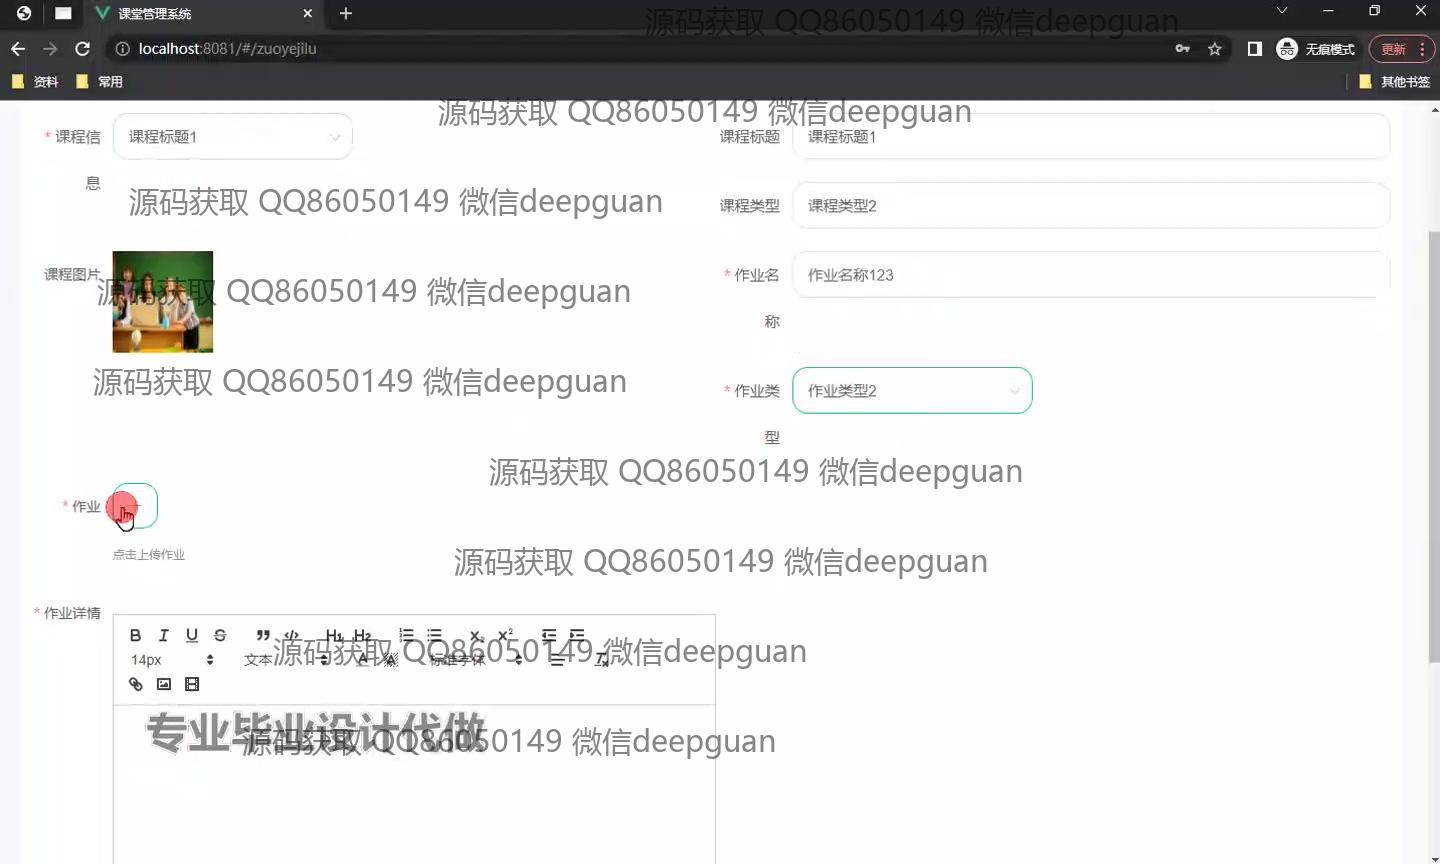 课堂管理系统
源码获取 QQ86050149 微信deepguan
localhost:8081/#/zuoyejilu
无痕模式
更新
资料
常用
其他书签
源码获取 QQ86050149 微信deepguan
* 课程信息
课程标题1
课程标题
课程标题1
源码获取 QQ86050149 微信deepguan
课程类型
课程类型2
课程图片
* 作业名称
作业名称123
源码获取 QQ86050149 微信deepguan
源码获取 QQ86050149 微信deepguan
* 作业类型
作业类型2
源码获取 QQ86050149 微信deepguan
* 作业
点击上传作业
源码获取 QQ86050149 微信deepguan
* 作业详情
B I U S H1 H2 X2 X2
14px
文本
标准字体
源码获取 QQ86050149 微信deepguan
专业毕业设计代做
源码获取 QQ86050149 微信deepguan